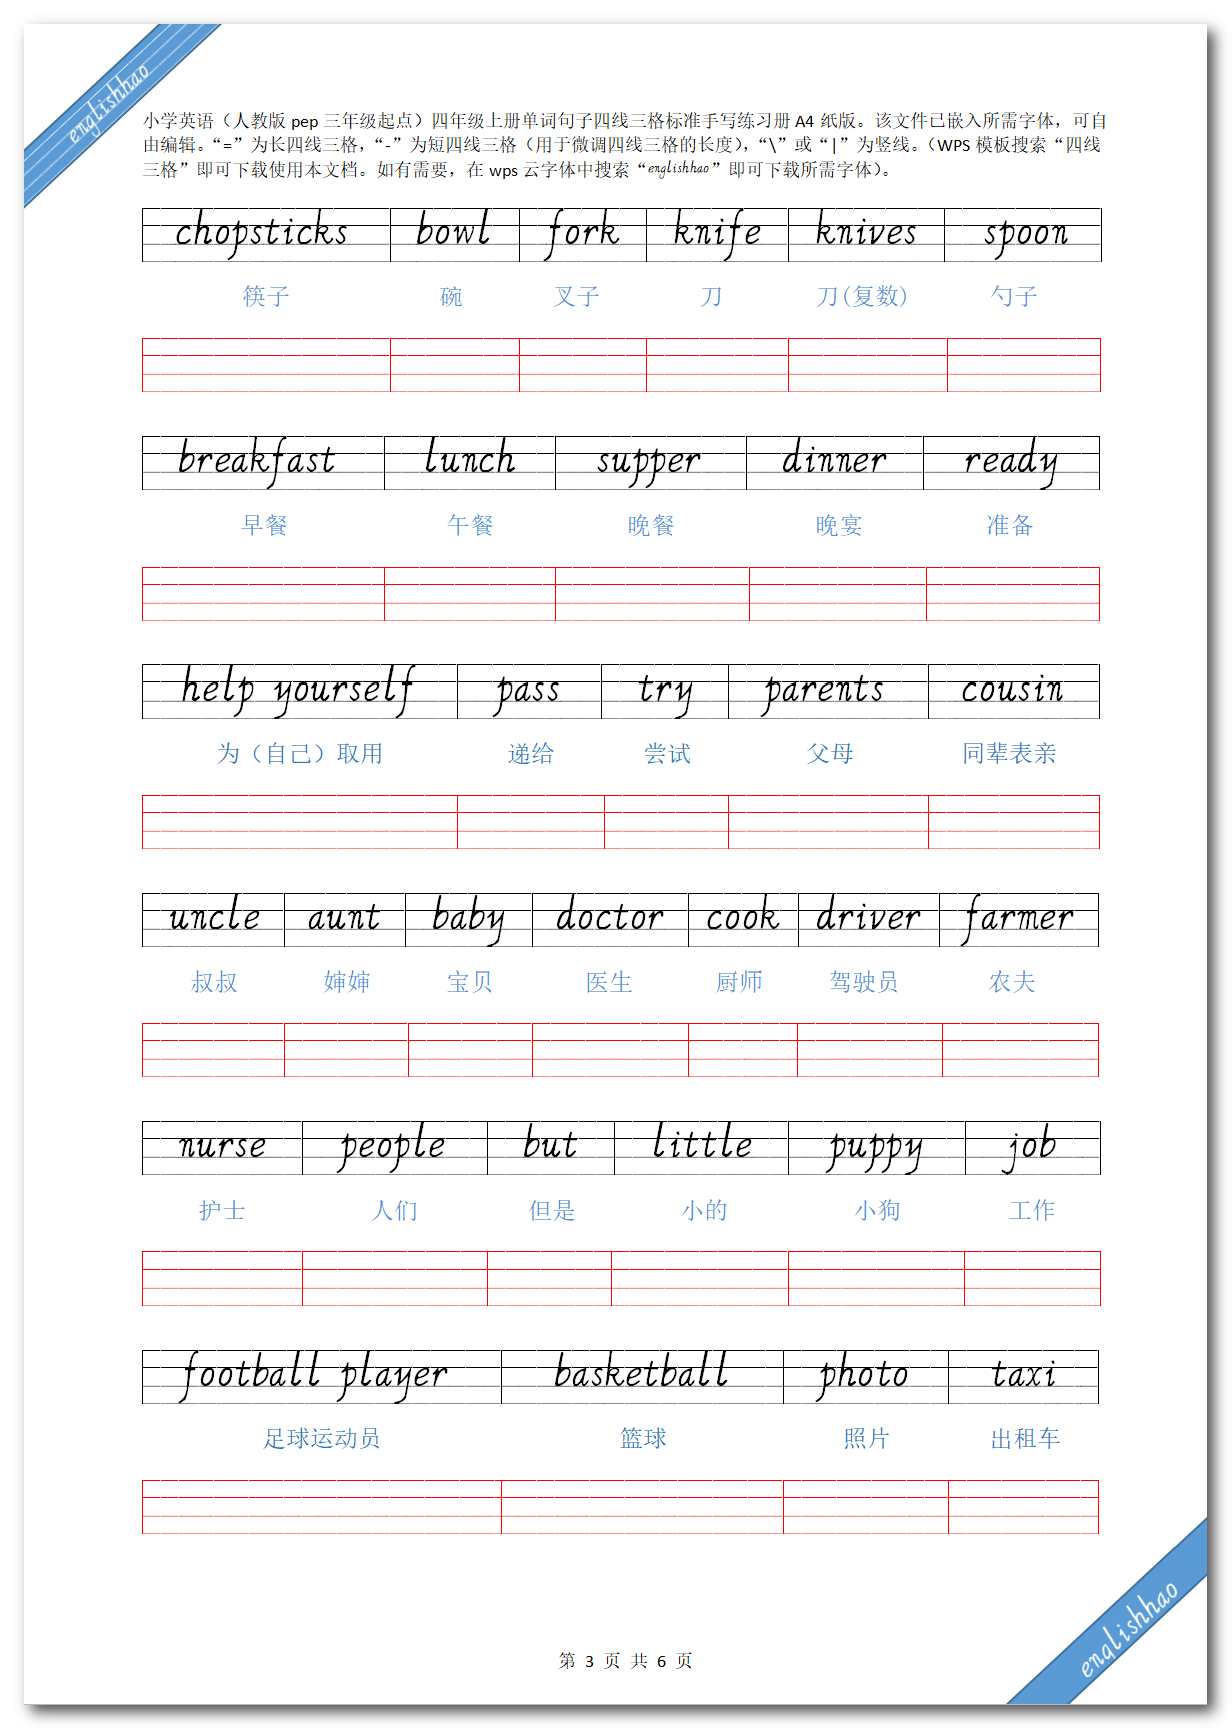 englishhao
小学英语（人教版 pep 三年级起点）四年级上册单词句子四线三格标准手写练习册 A4 纸版。该文件已嵌入所需字体，可自
由编辑。“=”为长四线三格，“-”为短四线三格（用于微调四线三格的长度），“\”或“|”为竖线。（WPS 模板搜索“四线
三格”即可下载使用本文档。如有需要，在 wps 云字体中搜索“englishhao”即可下载所需字体）。
chopsticks bowl fork knife knives spoon
筷子 碗 叉子 刀 刀(复数) 勺子
breakfast lunch supper dinner ready
早餐 午餐 晚餐 晚宴 准备
help yourself pass try parents cousin
为（自己）取用 递给 尝试 父母 同辈表亲
uncle aunt baby doctor cook driver farmer
叔叔 婶婶 宝贝 医生 厨师 驾驶员 农夫
nurse people but little puppy job
护士 人们 但是 小的 小狗 工作
football player basketball photo taxi
足球运动员 篮球 照片 出租车
englishhao
第 3 页 共 6 页